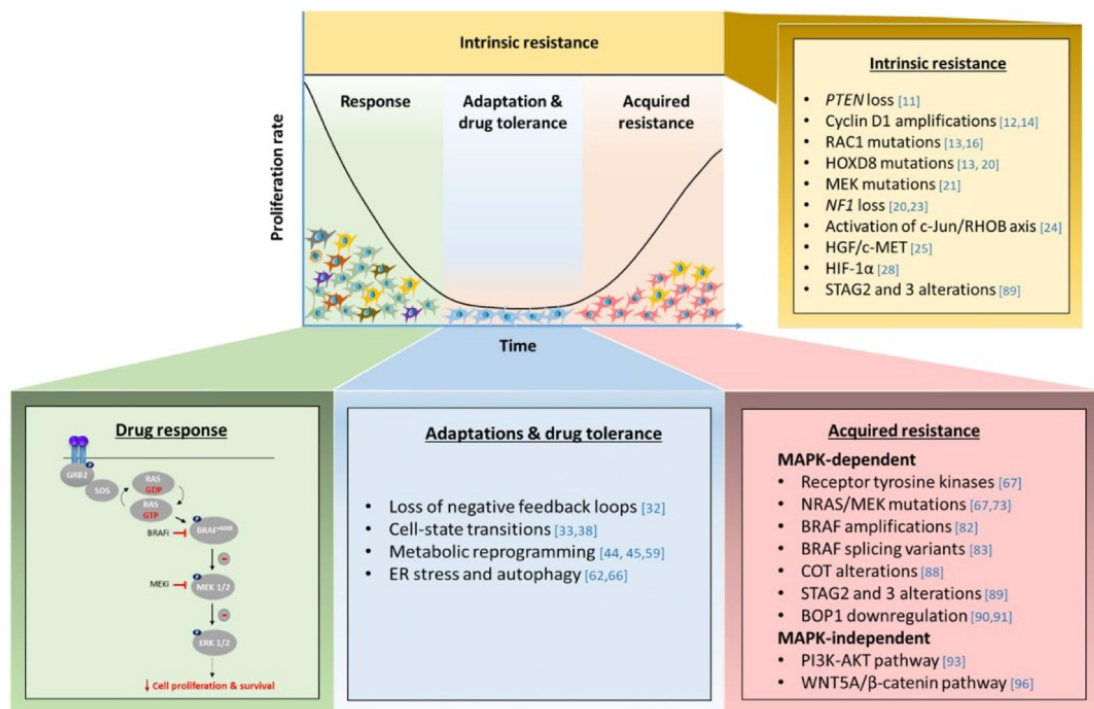 Intrinsic resistance
Response
Adaptation &
drug tolerance
Acquired
resistance
Proliferation rate
Time
Intrinsic resistance
• PTEN loss [11]
• Cyclin D1 amplifications [12,14]
• RAC1 mutations [13,16]
• HOXD8 mutations [13, 20]
• MEK mutations [21]
• NF1 loss [20,23]
• Activation of c-Jun/RHOB axis [24]
• HGF/c-MET [25]
• HIF-1α [28]
• STAG2 and 3 alterations [89]
Drug response
P
GRB2
SOS
RAS
GDP
RAS
GTP
BRAFi
P
BRAFV600E
MEKi
P
MEK 1/2
P
ERK 1/2
↓ Cell proliferation & survival
Adaptations & drug tolerance
• Loss of negative feedback loops [32]
• Cell-state transitions [33,38]
• Metabolic reprogramming [44, 45,59]
• ER stress and autophagy [62,66]
Acquired resistance
MAPK-dependent
• Receptor tyrosine kinases [67]
• NRAS/MEK mutations [67,73]
• BRAF amplifications [82]
• BRAF splicing variants [83]
• COT alterations [88]
• STAG2 and 3 alterations [89]
• BOP1 downregulation [90,91]
MAPK-independent
• PI3K-AKT pathway [93]
• WNT5A/β-catenin pathway [96]